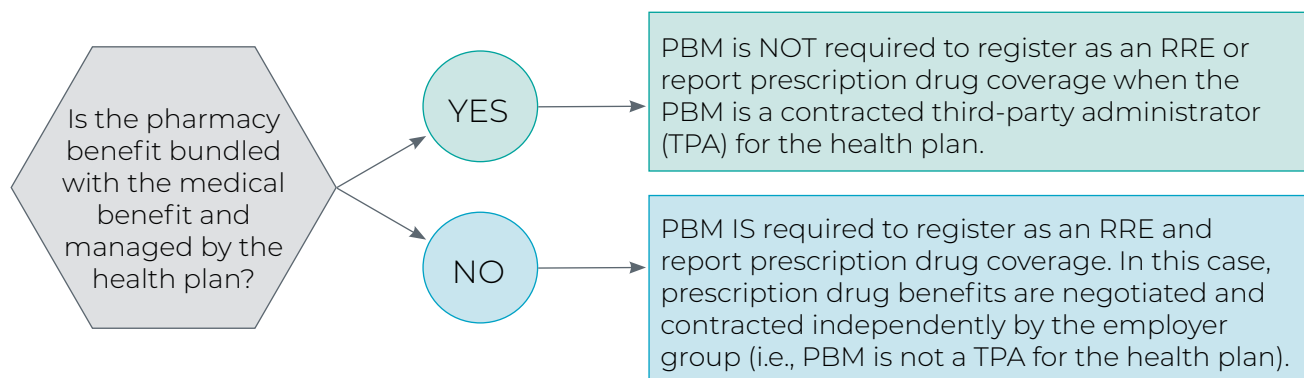 Is the pharmacy
benefit bundled
with the medical
benefit and
managed by the
health plan?
YES
PBM is NOT required to register as an RRE or
report prescription drug coverage when the
PBM is a contracted third-party administrator
(TPA) for the health plan.
NO
PBM IS required to register as an RRE and
report prescription drug coverage. In this case,
prescription drug benefits are negotiated and
contracted independently by the employer
group (i.e., PBM is not a TPA for the health plan).